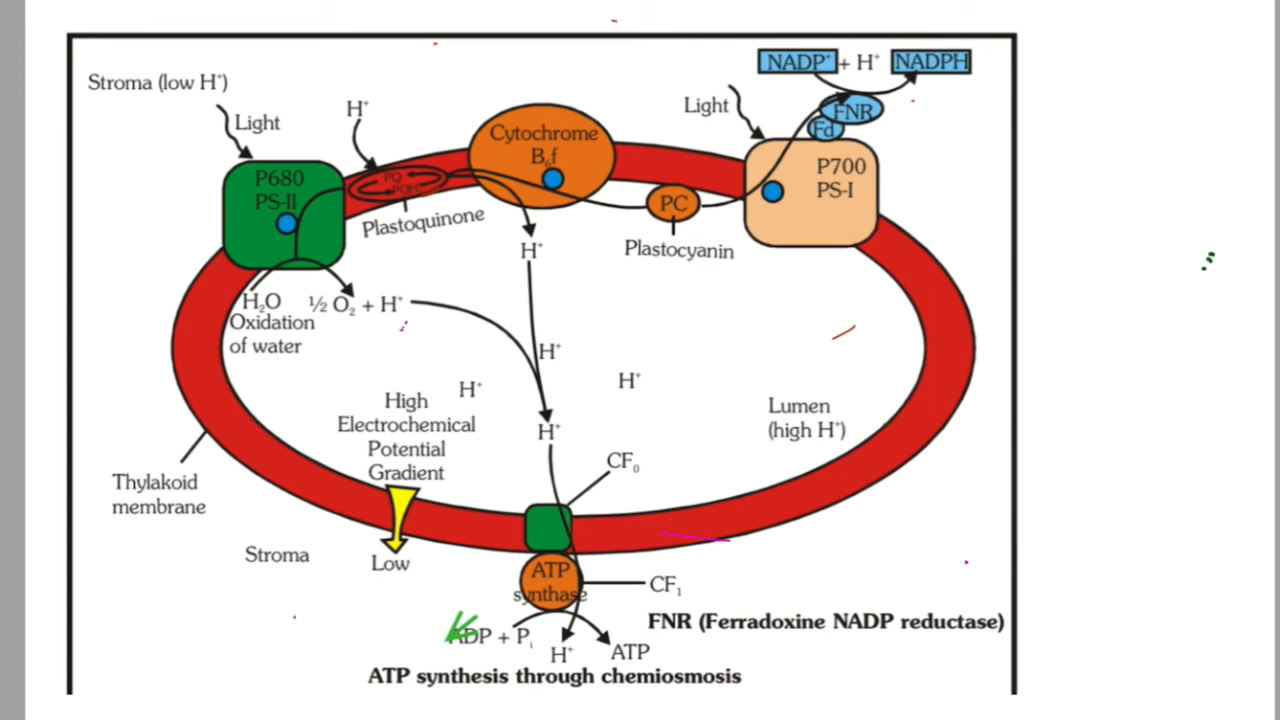 NADP⁺ + H⁺ NADPH
Stroma (low H⁺)
Light
H⁺
Light
FNR
Fd
Cytochrome
B₆f
P680
PS-II
PQ
PQH₂
P700
PS-I
PC
Plastoquinone
H⁺
Plastocyanin
H₂O
½ O₂ + H⁺
Oxidation
of water
H⁺
H⁺
H⁺
High
Electrochemical
Potential
Gradient
Lumen
(high H⁺)
H⁺
CF₀
Thylakoid
membrane
Stroma
Low
ATP
synthase
CF₁
FNR (Ferradoxine NADP reductase)
ADP + Pᵢ
H⁺
ATP
ATP synthesis through chemiosmosis